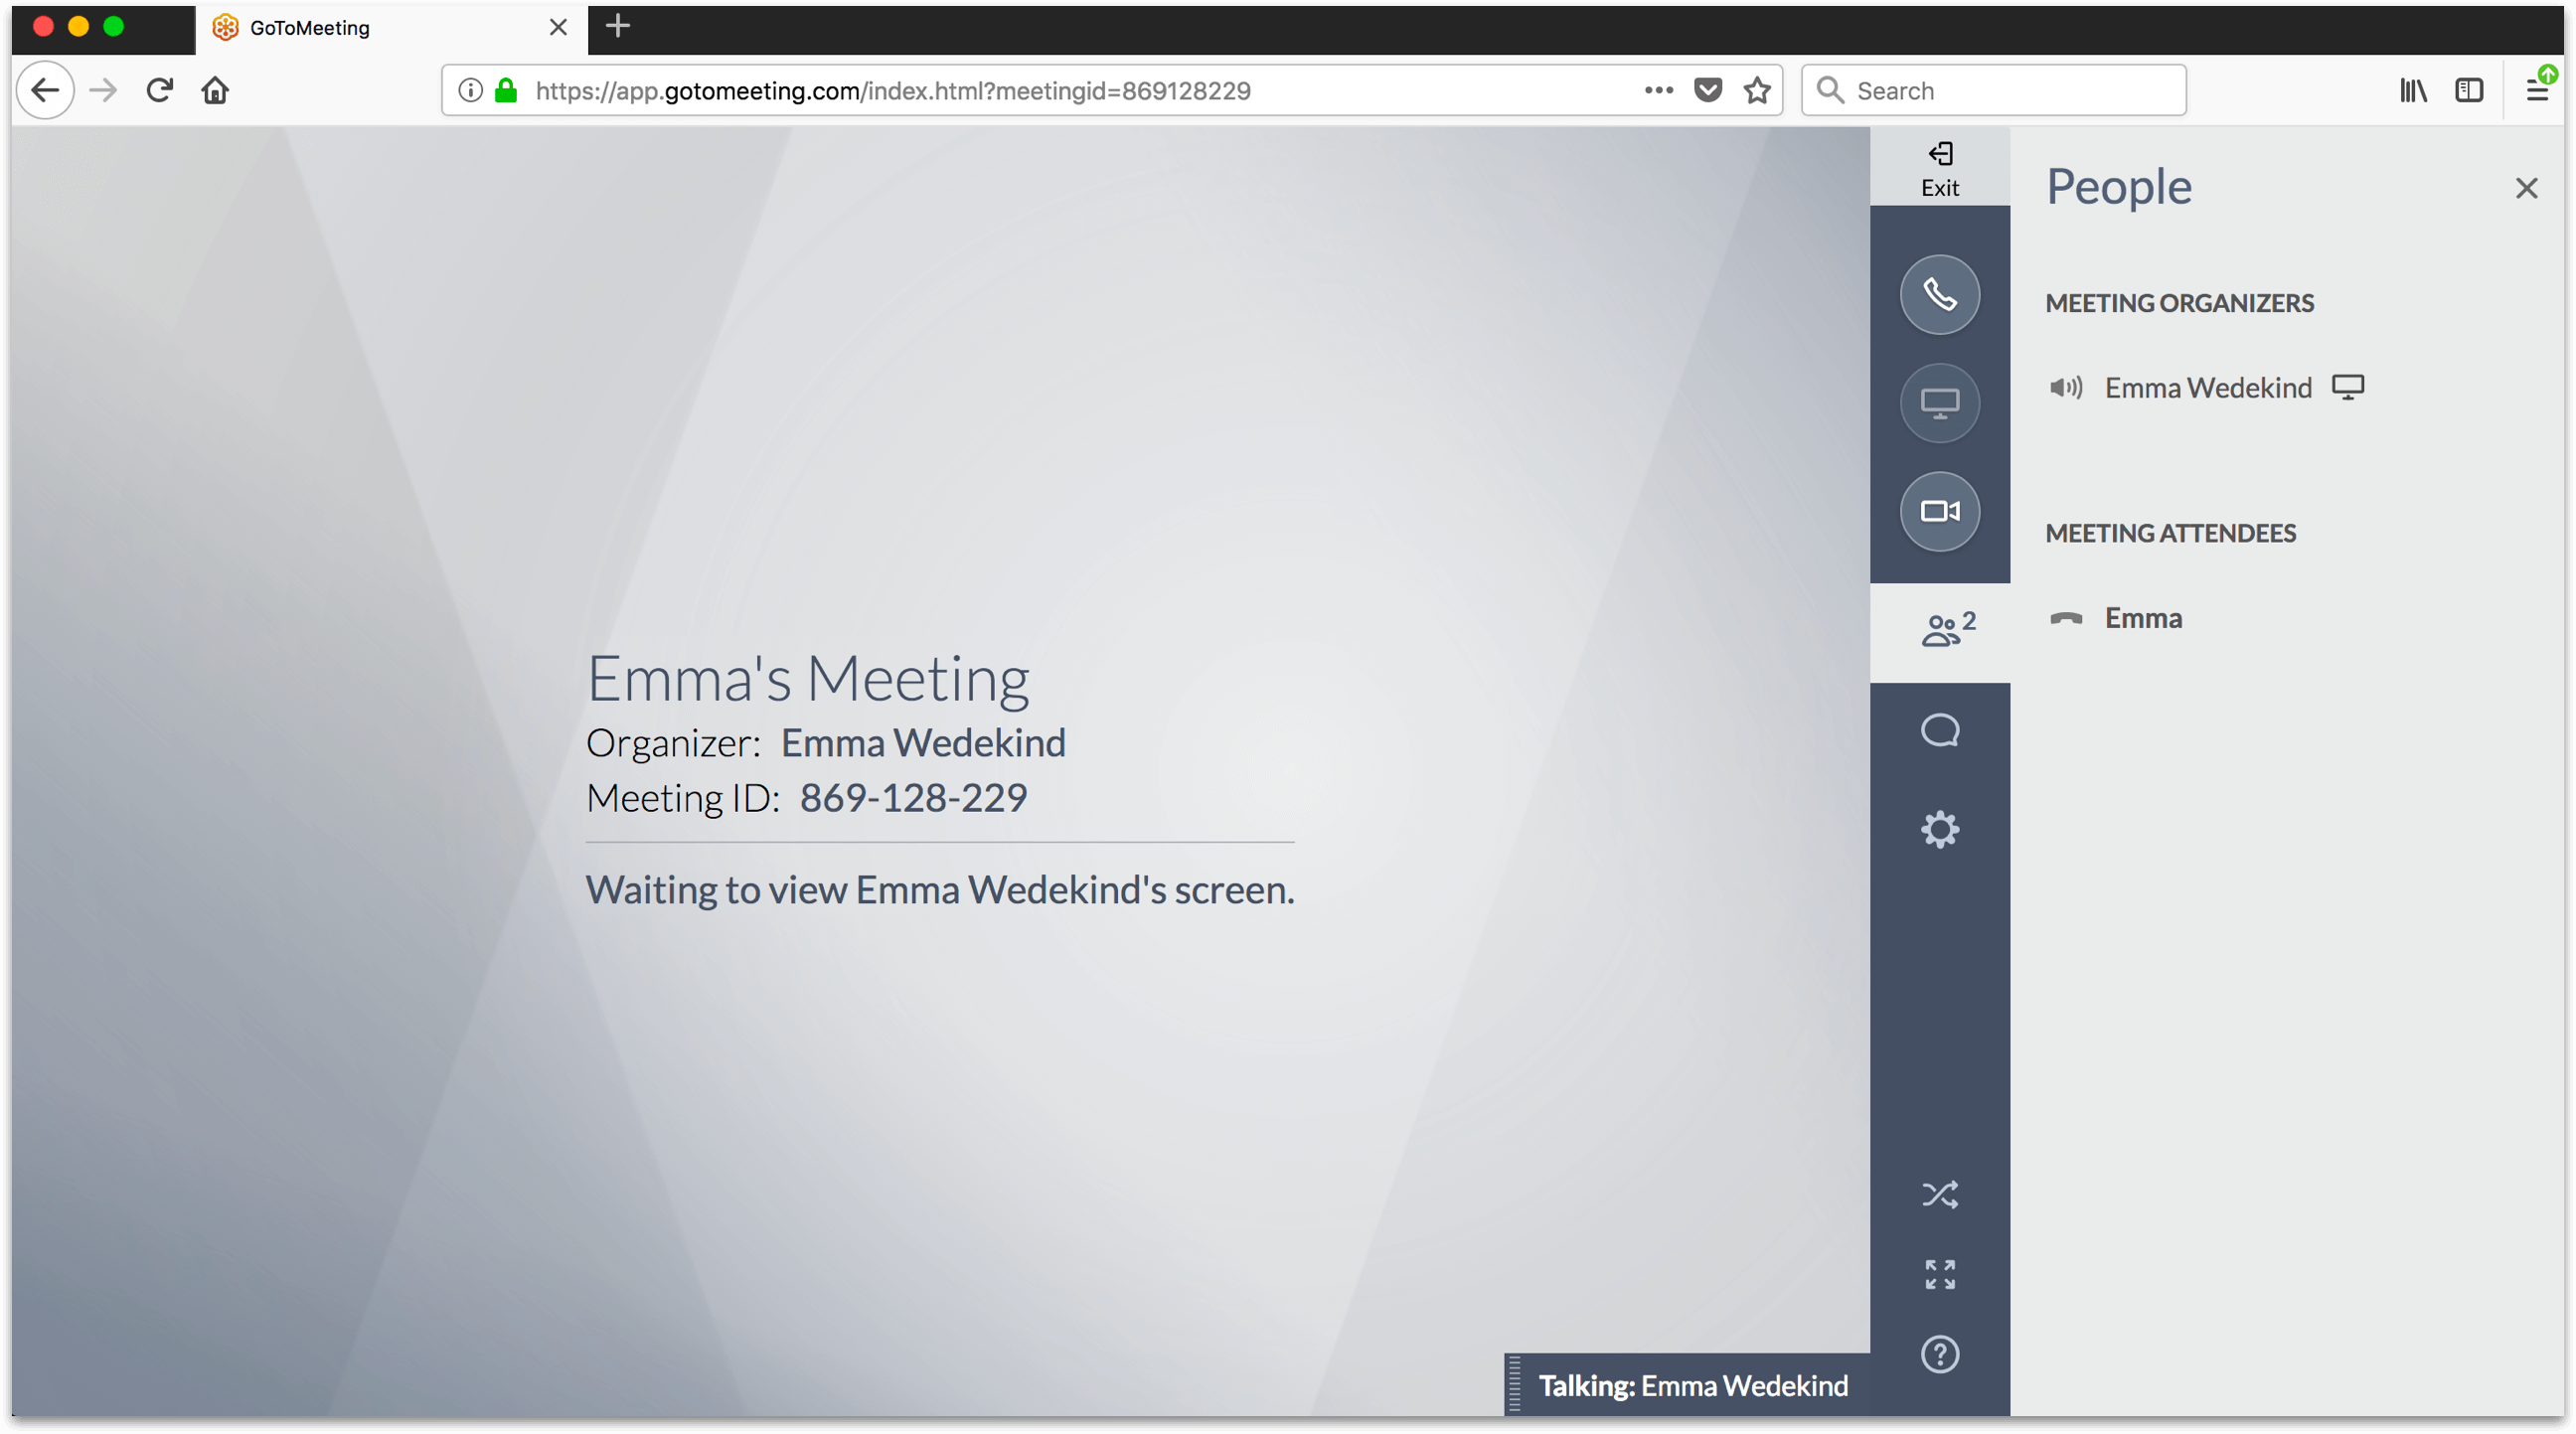 GoToMeeting
https://app.gotomeeting.com/index.html?meetingid=869128229
Search
Exit
People
MEETING ORGANIZERS
Emma Wedekind
MEETING ATTENDEES
2
Emma
Emma's Meeting
Organizer: Emma Wedekind
Meeting ID: 869-128-229
Waiting to view Emma Wedekind's screen.
Talking: Emma Wedekind